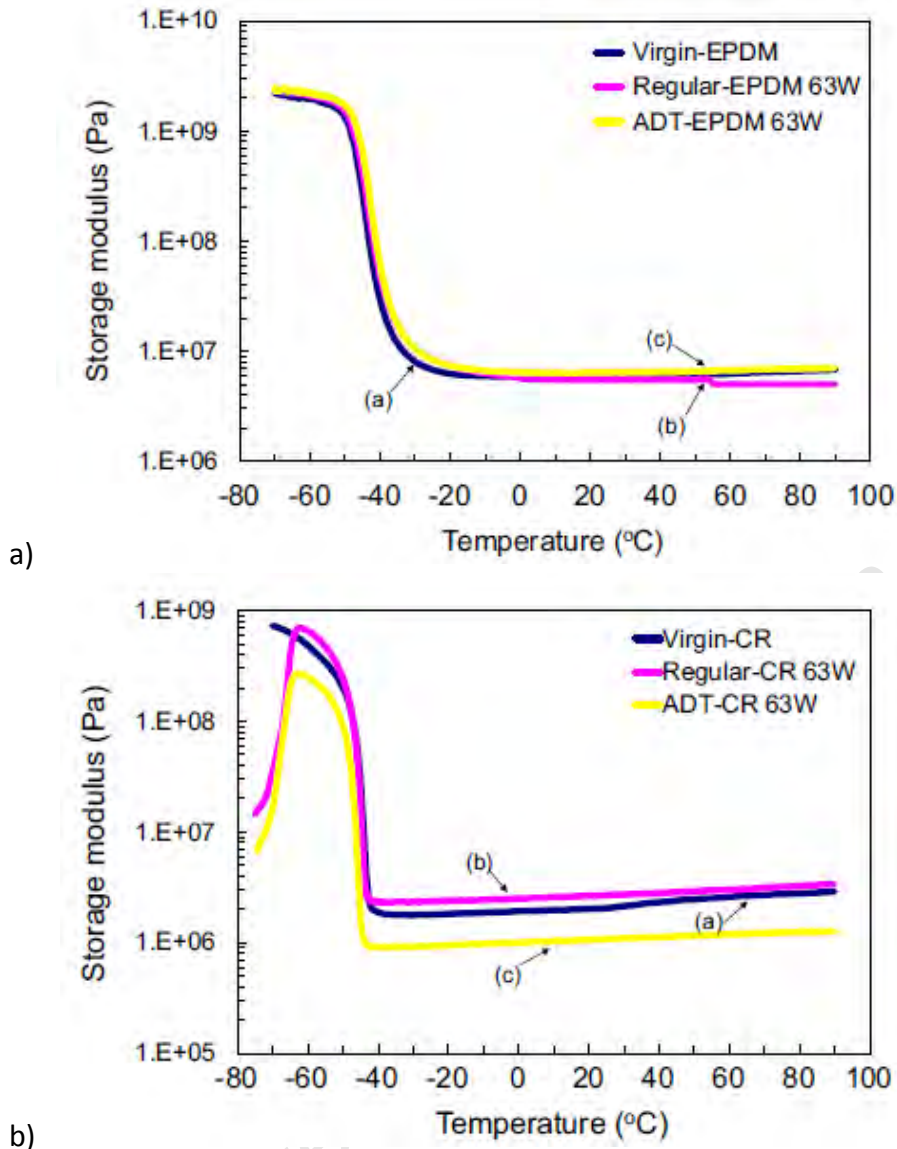 1.E+10
Virgin-EPDM
Regular-EPDM 63W
ADT-EPDM 63W
1.E+09
1.E+08
1.E+07
1.E+06
Storage modulus (Pa)
(a)
(c)
(b)
-80 -60 -40 -20 0 20 40 60 80 100
Temperature (°C)
a)
1.E+09
Virgin-CR
Regular-CR 63W
ADT-CR 63W
1.E+08
1.E+07
1.E+06
1.E+05
Storage modulus (Pa)
(b)
(a)
(c)
-80 -60 -40 -20 0 20 40 60 80 100
Temperature (°C)
b)